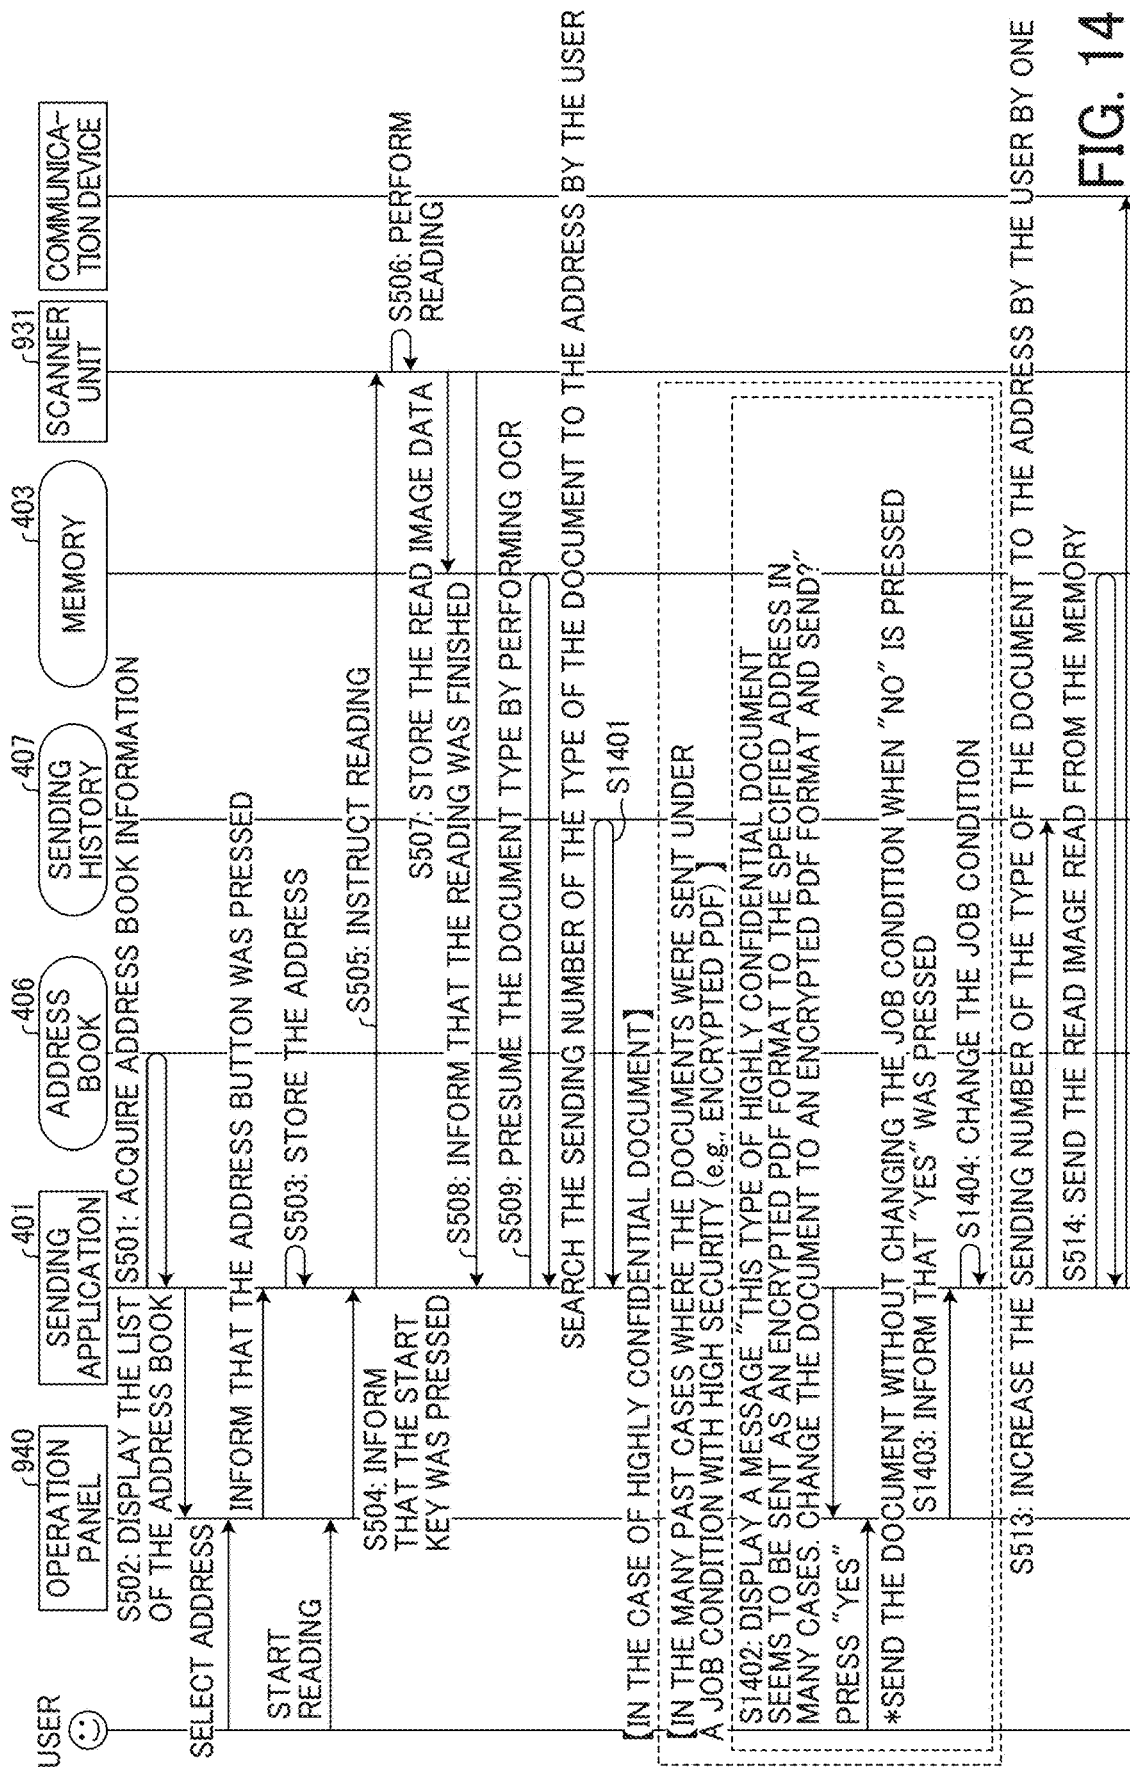 USER
940
OPERATION
PANEL
401
SENDING
APPLICATION
406
ADDRESS
BOOK
407
SENDING
HISTORY
403
MEMORY
931
SCANNER
UNIT
COMMUNICA-
TION DEVICE
S501: ACQUIRE ADDRESS BOOK INFORMATION
S502: DISPLAY THE LIST
OF THE ADDRESS BOOK
SELECT ADDRESS
INFORM THAT THE ADDRESS BUTTON WAS PRESSED
S503: STORE THE ADDRESS
START
READING
S504: INFORM
THAT THE START
KEY WAS PRESSED
S505: INSTRUCT READING
S506: PERFORM
READING
S507: STORE THE READ IMAGE DATA
S508: INFORM THAT THE READING WAS FINISHED
S509: PRESUME THE DOCUMENT TYPE BY PERFORMING OCR
SEARCH THE SENDING NUMBER OF THE TYPE OF THE DOCUMENT TO THE ADDRESS BY THE USER
S1401
【IN THE CASE OF HIGHLY CONFIDENTIAL DOCUMENT】
【IN THE MANY PAST CASES WHERE THE DOCUMENTS WERE SENT UNDER
A JOB CONDITION WITH HIGH SECURITY (e.g., ENCRYPTED PDF) 】
S1402: DISPLAY A MESSAGE "THIS TYPE OF HIGHLY CONFIDENTIAL DOCUMENT
SEEMS TO BE SENT AS AN ENCRYPTED PDF FORMAT TO THE SPECIFIED ADDRESS IN
MANY CASES. CHANGE THE DOCUMENT TO AN ENCRYPTED PDF FORMAT AND SEND?"
PRESS "YES"
*SEND THE DOCUMENT WITHOUT CHANGING THE JOB CONDITION WHEN "NO" IS PRESSED
S1403: INFORM THAT "YES" WAS PRESSED
S1404: CHANGE THE JOB CONDITION
S513: INCREASE THE SENDING NUMBER OF THE TYPE OF THE DOCUMENT TO THE ADDRESS BY THE USER BY ONE
S514: SEND THE READ IMAGE READ FROM THE MEMORY
FIG. 14